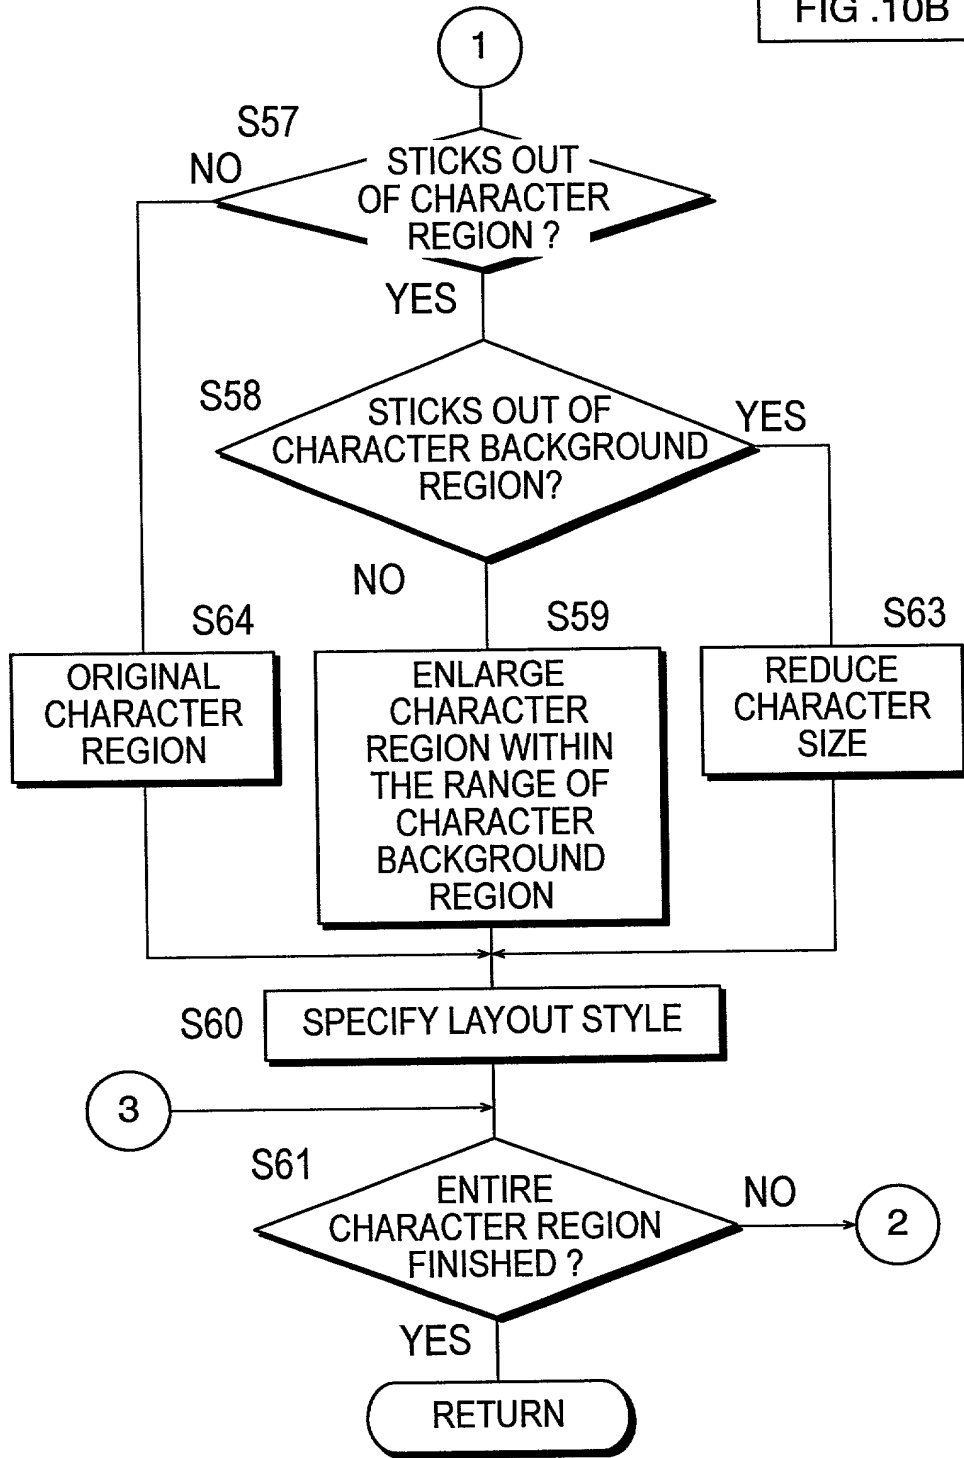 FIG .10B
1
S57
NO
STICKS OUT
OF CHARACTER
REGION ?
YES
S58
STICKS OUT OF
CHARACTER BACKGROUND
REGION?
YES
NO
S64
ORIGINAL
CHARACTER
REGION
S59
ENLARGE
CHARACTER
REGION WITHIN
THE RANGE OF
CHARACTER
BACKGROUND
REGION
S63
REDUCE
CHARACTER
SIZE
S60
SPECIFY LAYOUT STYLE
3
S61
ENTIRE
CHARACTER REGION
FINISHED ?
NO
2
YES
RETURN